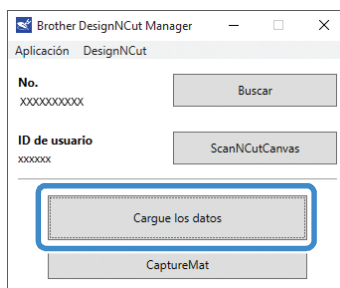 Brother DesignNCut Manager
Aplicación DesignNCut
No.
XXXXXXXXXX
Buscar
ID de usuario
xxxxxx
ScanNCutCanvas
Cargue los datos
CaptureMat